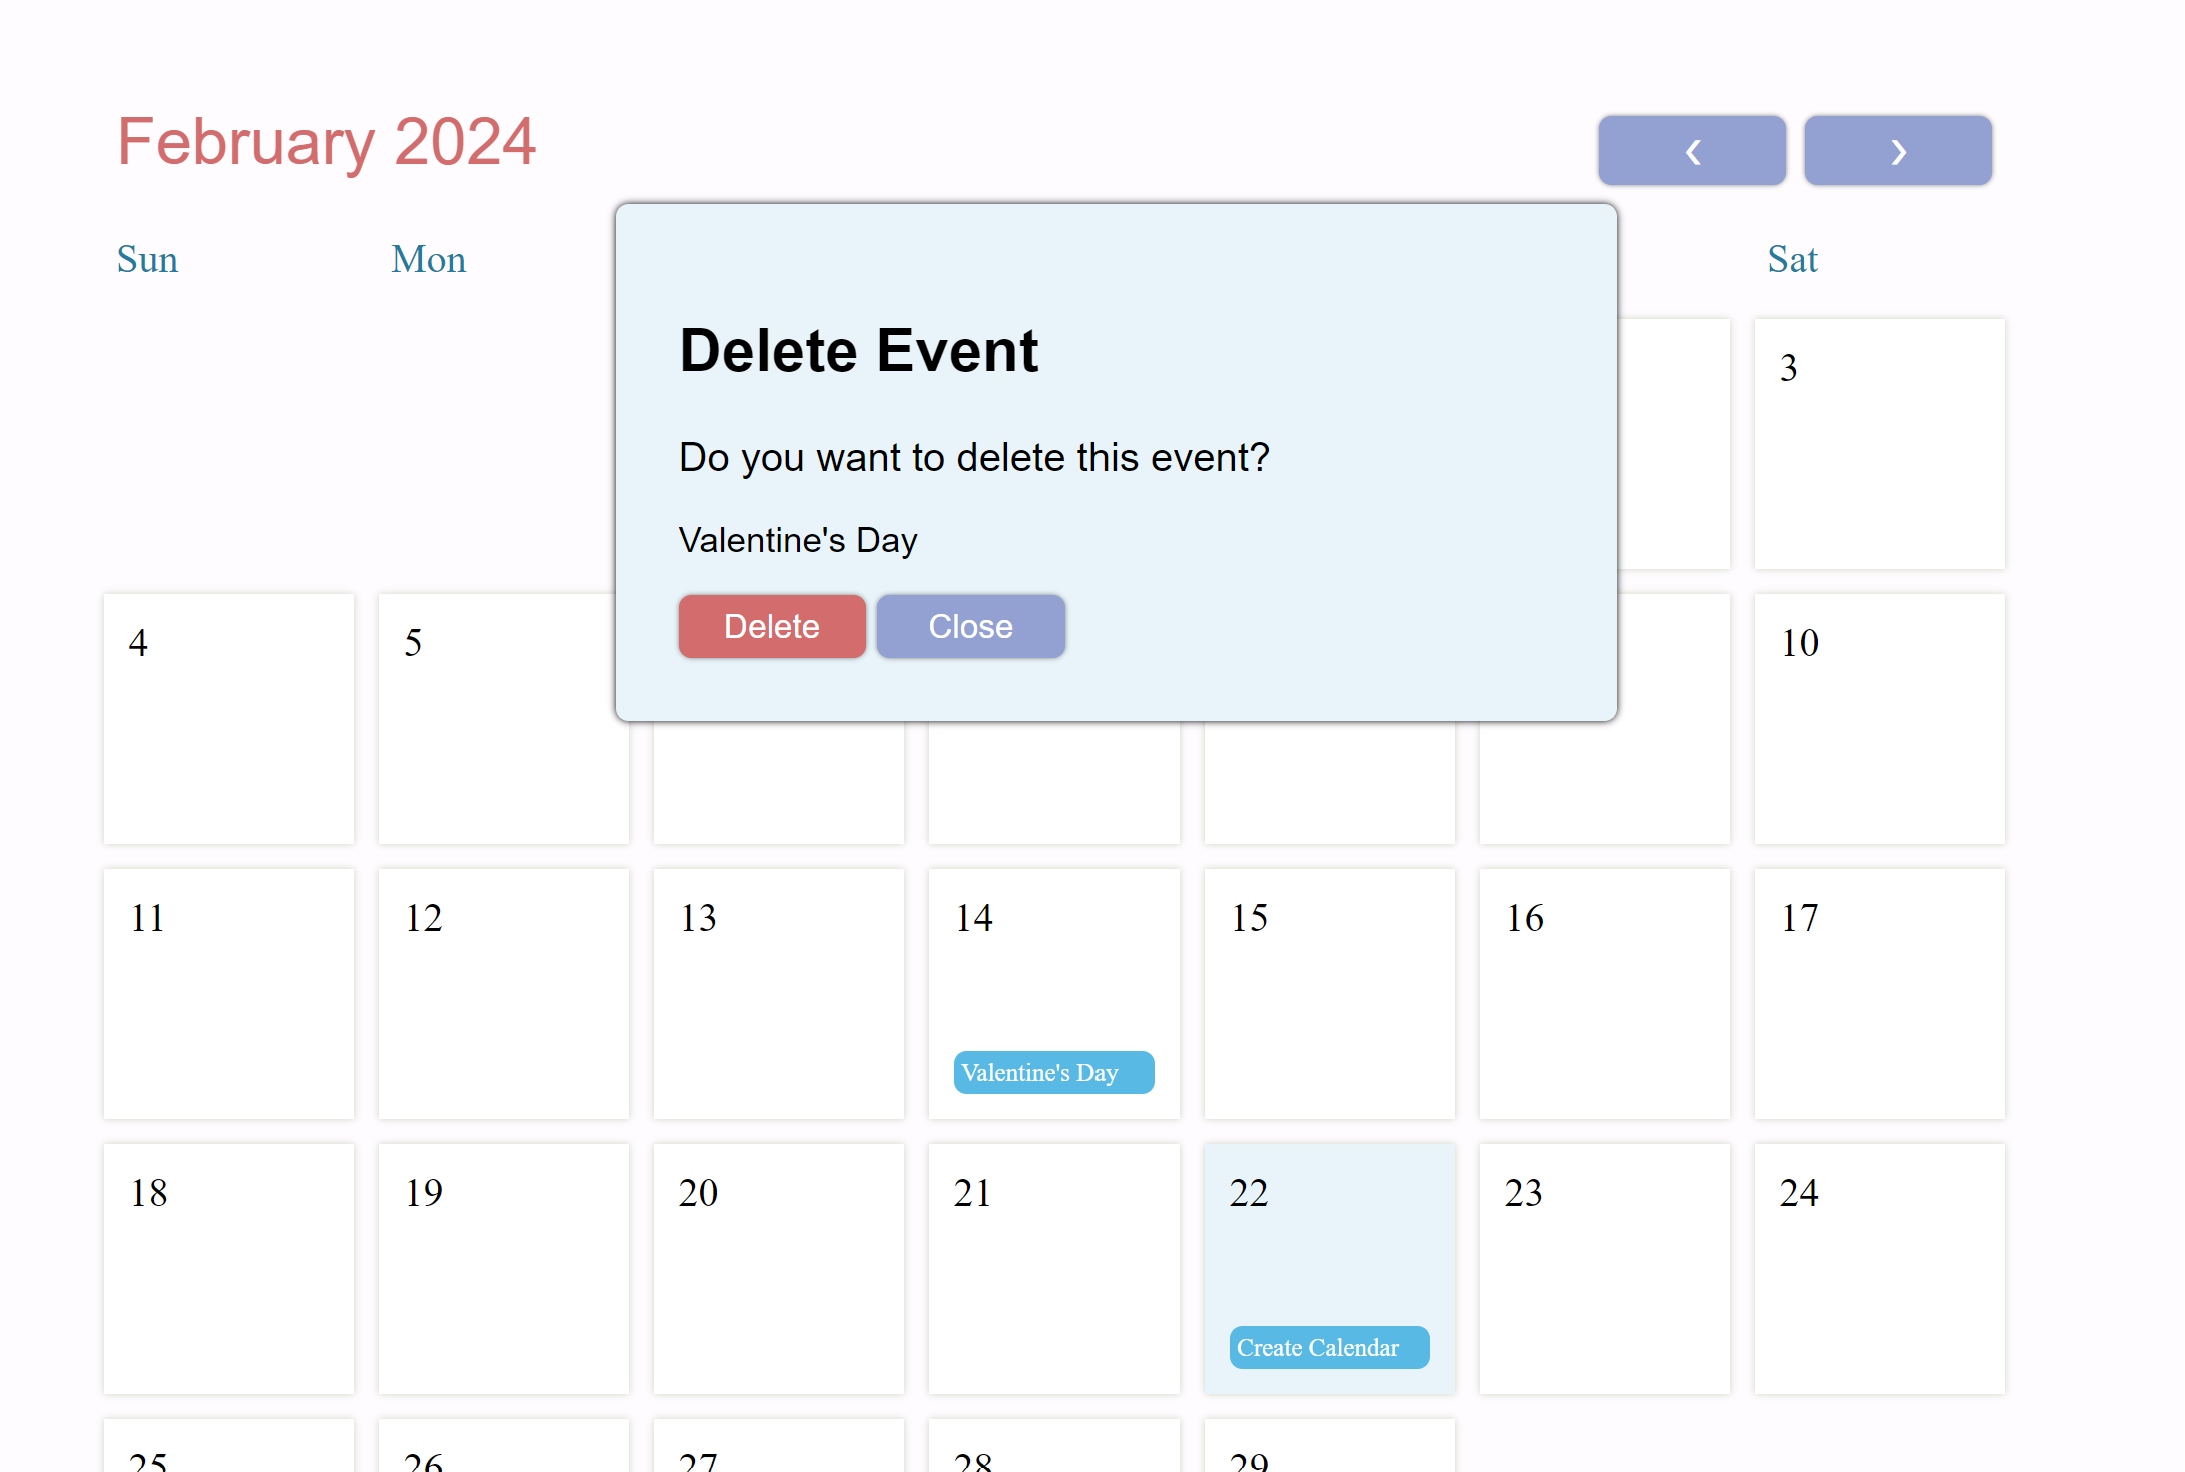 February 2024
‹ ›
Sun Mon Sat
Delete Event
Do you want to delete this event?
Valentine's Day
Delete Close
3
4 5 10
11 12 13 14 15 16 17
Valentine's Day
18 19 20 21 22 23 24
Create Calendar
25 26 27 28 29